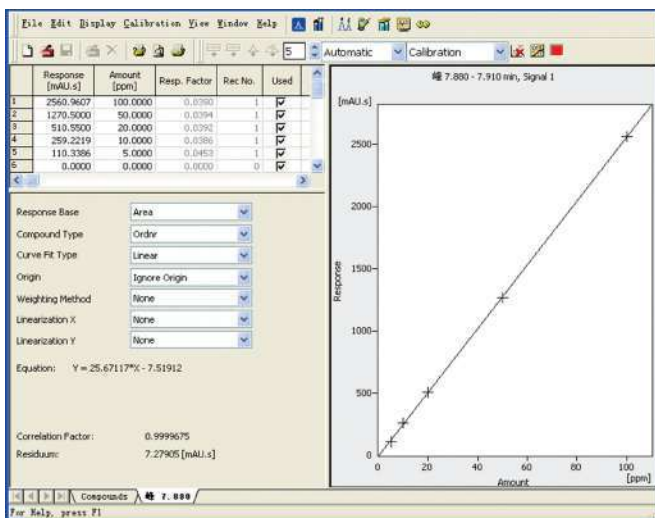 File Edit Display Calibration View Window Help
5 Automatic Calibration
Response [mAU.s] Amount [ppm] Resp. Factor Rec No. Used
1 2560.9607 100.0000 0.0390 1
2 1270.5000 50.0000 0.0394 1
3 510.5500 20.0000 0.0392 1
4 259.2219 10.0000 0.0386 1
5 110.3386 5.0000 0.0453 1
6 0.0000 0.0000 0.0000 0
Response Base Area
Compound Type Ordnr
Curve Fit Type Linear
Origin Ignore Origin
Weighting Method None
Linearization X None
Linearization Y None
Equation: Y = 25.67117*X - 7.51912
Correlation Factor: 0.9999675
Residuum: 7.27905 [mAU.s]
Compounds 峰 7.880
For Help, press F1
峰 7.880 - 7.910 min, Signal 1
[mAU.s]
2500
2000
1500
1000
500
0
Response
0 20 40 60 80 100
Amount [ppm]